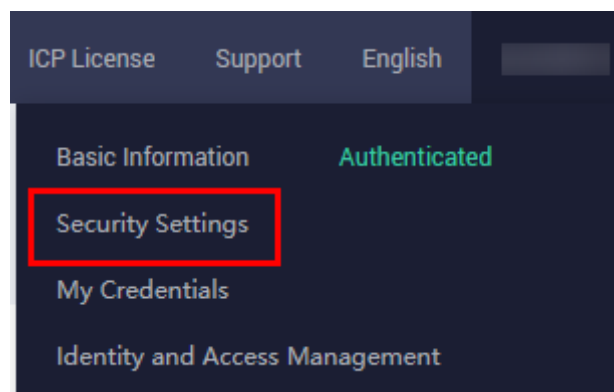 ICP License Support English
Basic Information Authenticated
Security Settings
My Credentials
Identity and Access Management